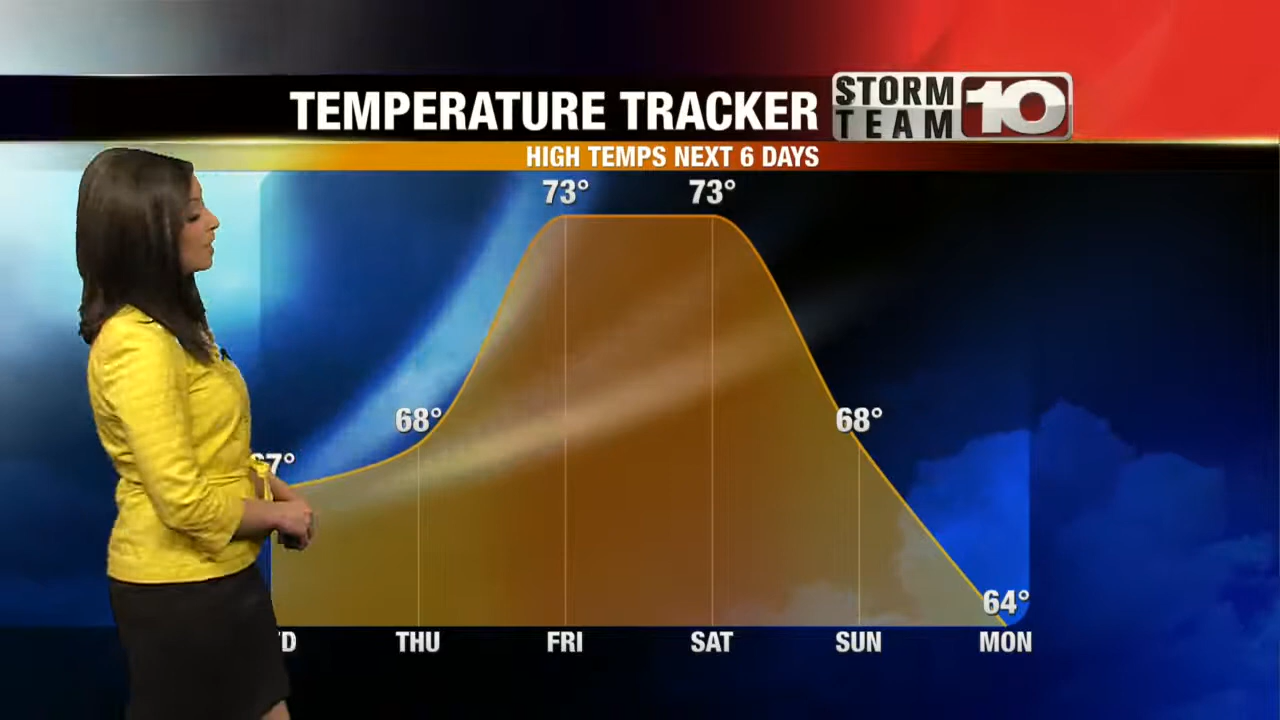 TEMPERATURE TRACKER
STORM TEAM 10
HIGH TEMPS NEXT 6 DAYS
73° 73°
68° 68°
7°
64°
D THU FRI SAT SUN MON